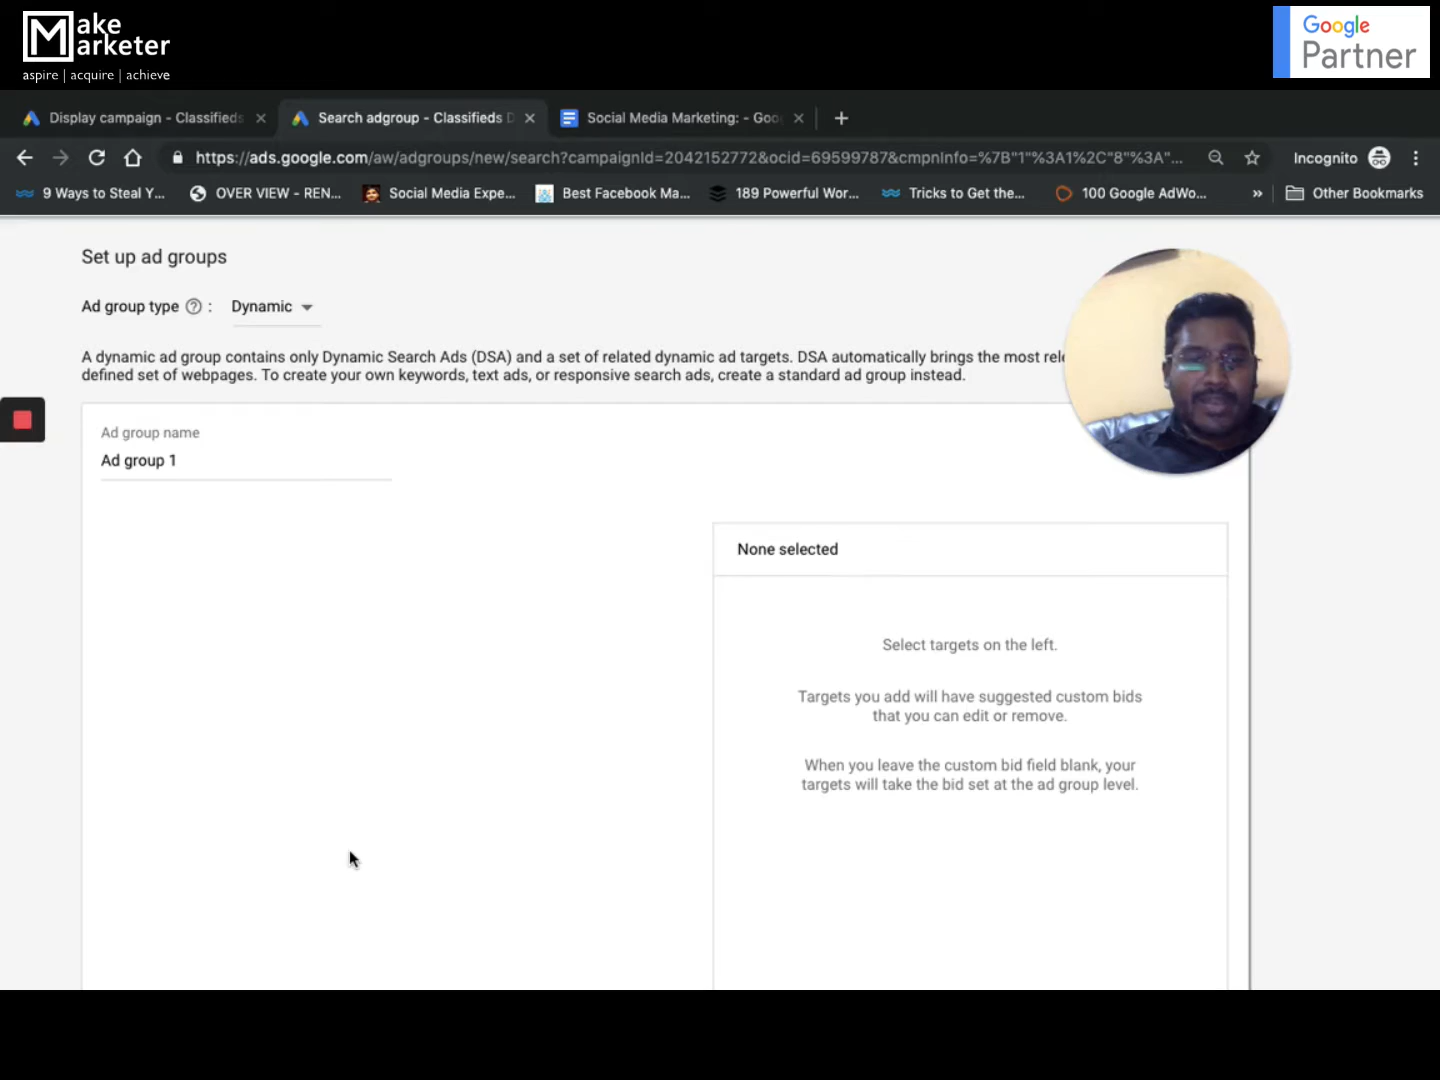 Make
Marketer
aspire | acquire | achieve
Google
Partner
Display campaign - Classifieds
Search adgroup - Classifieds D
Social Media Marketing: - Goo
https://ads.google.com/aw/adgroups/new/search?campaignId=2042152772&ocid=69599787&cmpnInfo=%7B"1"%3A1%2C"8"%3A"...
Incognito
9 Ways to Steal Y...
OVER VIEW - REN...
Social Media Expe...
Best Facebook Ma...
189 Powerful Wor...
Tricks to Get the...
100 Google AdWo...
»
Other Bookmarks
Set up ad groups
Ad group type ? : Dynamic
A dynamic ad group contains only Dynamic Search Ads (DSA) and a set of related dynamic ad targets. DSA automatically brings the most rele
defined set of webpages. To create your own keywords, text ads, or responsive search ads, create a standard ad group instead.
Ad group name
Ad group 1
None selected
Select targets on the left.
Targets you add will have suggested custom bids
that you can edit or remove.
When you leave the custom bid field blank, your
targets will take the bid set at the ad group level.